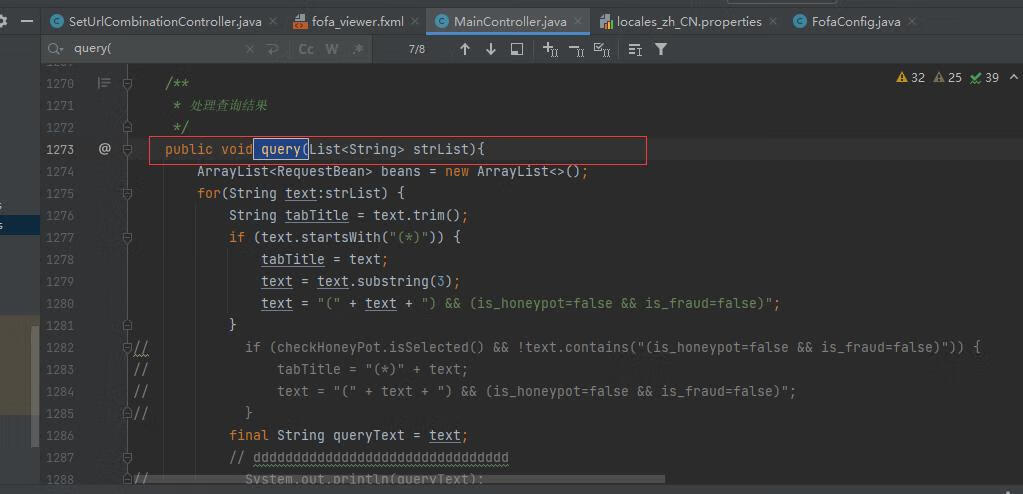 SetUrlCombinationController.java fofa_viewer.fxml MainController.java locales_zh_CN.properties FofaConfig.java
query( Cc W .* 7/8
1270 /** 32 25 39
1271 * 处理查询结果
1272 */
1273 @ public void query(List<String> strList){
1274 ArrayList<RequestBean> beans = new ArrayList<>();
1275 for(String text:strList) {
1276 String tabTitle = text.trim();
1277 if (text.startsWith("(*)")) {
1278 tabTitle = text;
1279 text = text.substring(3);
1280 text = "(" + text + ") && (is_honeypot=false && is_fraud=false)";
1281 }
1282 // if (checkHoneyPot.isSelected() && !text.contains("(is_honeypot=false && is_fraud=false)")) {
1283 // tabTitle = "(*)" + text;
1284 // text = "(" + text + ") && (is_honeypot=false && is_fraud=false)";
1285 // }
1286 final String queryText = text;
1287 // dddddddddddddddddddddddddddddddd
1288 // System.out.println(queryText);